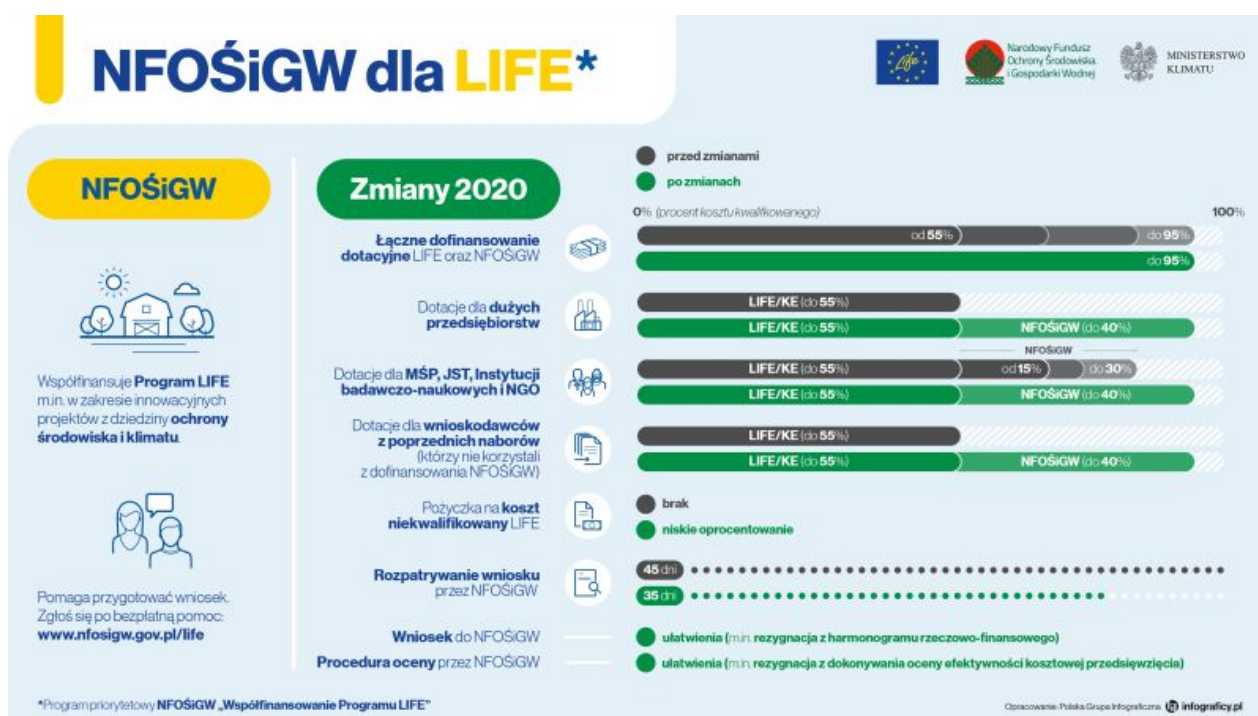 NFOŚiGW dla LIFE*
Life
Narodowy Fundusz
Ochrony Środowiska
i Gospodarki Wodnej
MINISTERSTWO
KLIMATU
NFOŚiGW
Współfinansuje Program LIFE
m.in. w zakresie innowacyjnych
projektów z dziedziny ochrony
środowiska i klimatu.
Pomaga przygotować wniosek.
Zgłoś się po bezpłatną pomoc:
www.nfosigw.gov.pl/life
Zmiany 2020
przed zmianami
po zmianach
0% (procent kosztu kwalifikowanego)
100%
Łączne dofinansowanie
dotacyjne LIFE oraz NFOŚiGW
od 55%
do 95%
do 95%
Dotacje dla dużych
przedsiębiorstw
LIFE/KE (do 55%)
LIFE/KE (do 55%)
NFOŚiGW (do 40%)
Dotacje dla MŚP, JST, Instytucji
badawczo-naukowych i NGO
NFOŚiGW
LIFE/KE (do 55%)
od 15%
do 30%
LIFE/KE (do 55%)
NFOŚiGW (do 40%)
Dotacje dla wnioskodawców
z poprzednich naborów
(którzy nie korzystali
z dofinansowania NFOŚiGW)
LIFE/KE (do 55%)
LIFE/KE (do 55%)
NFOŚiGW (do 40%)
Pożyczka na koszt
niekwalifikowany LIFE
brak
niskie oprocentowanie
Rozpatrywanie wniosku
przez NFOŚiGW
45 dni
35 dni
Wniosek do NFOŚiGW
ułatwienia (m.in. rezygnacja z harmonogramu rzeczowo-finansowego)
Procedura oceny przez NFOŚiGW
ułatwienia (m.in. rezygnacja z dokonywania oceny efektywności kosztowej przedsięwzięcia)
*Program priorytetowy NFOŚiGW „Współfinansowanie Programu LIFE"
Opracowanie: Polska Grupa Infograficzna infograficy.pl